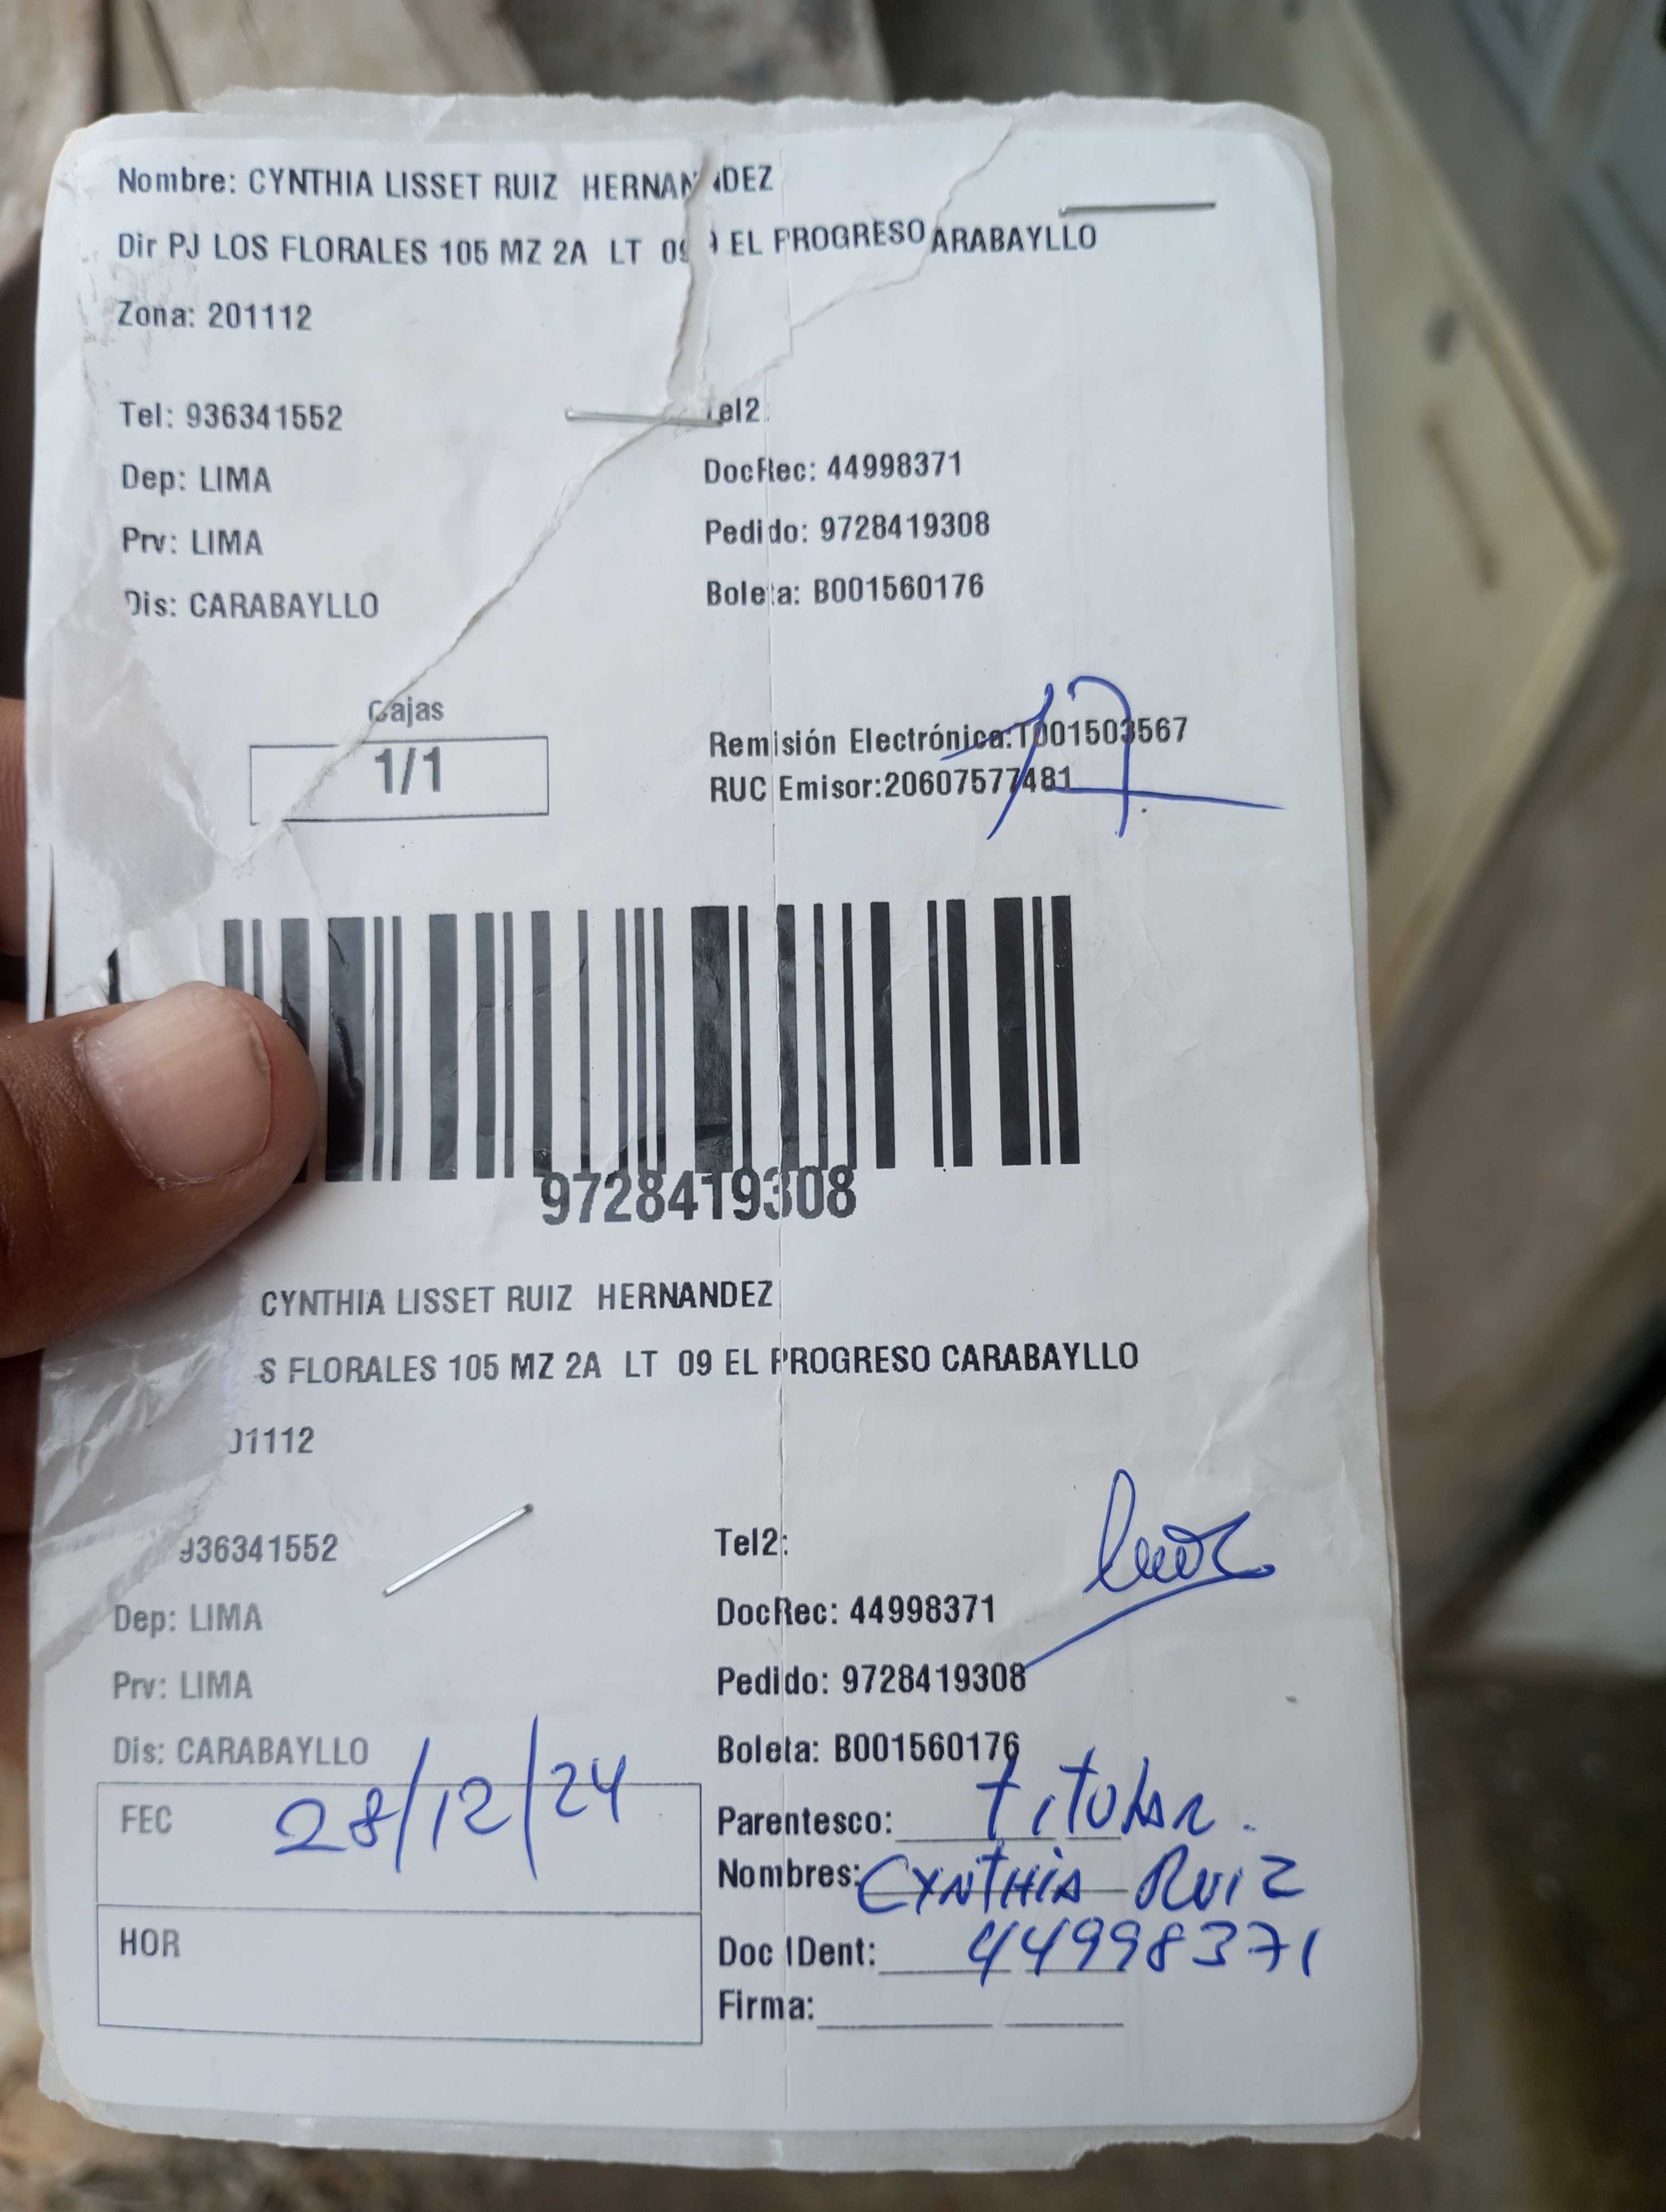 Nombre: CYNTHIA LISSET RUIZ HERNANDEZ
Dir PJ LOS FLORALES 105 MZ 2A LT 09 EL PROGRESO ARABAYLLO
Zona: 201112
Tel: 936341552 Tel2:
Dep: LIMA DocRec: 44998371
Prv: LIMA Pedido: 9728419308
Dis: CARABAYLLO Boleta: B001560176
Cajas
1/1
Remisión Electrónica:T001503567
RUC Emisor:20607577481
17
9728419308
CYNTHIA LISSET RUIZ HERNANDEZ
S FLORALES 105 MZ 2A LT 09 EL PROGRESO CARABAYLLO
01112
936341552 Tel2:
Dep: LIMA DocRec: 44998371
Prv: LIMA Pedido: 9728419308
Dis: CARABAYLLO Boleta: B001560176
FEC 28/12/24
Parentesco: titular.
Nombres: CYNTHIA RUIZ
HOR
Doc IDent: 44998371
Firma: